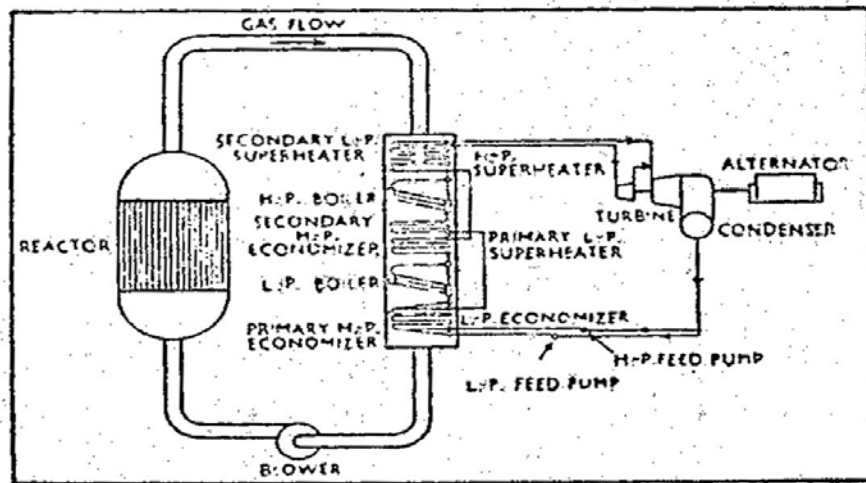 GAS FLOW
SECONDARY L.P.
SUPERHEATER
H.P.
SUPERHEATER
ALTERNATOR
H.P. BOILER
TURBINE
CONDENSER
SECONDARY
H.P.
ECONOMIZER
REACTOR
PRIMARY L.P.
SUPERHEATER
L.P. BOILER
L.P. ECONOMIZER
PRIMARY H.P.
ECONOMIZER
H.P. FEED PUMP
L.P. FEED PUMP
BLOWER